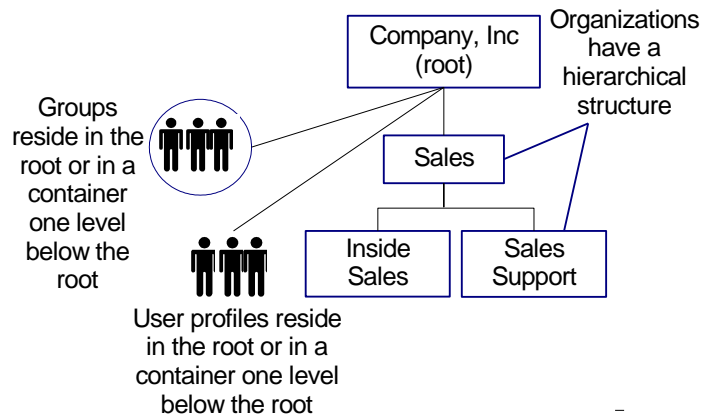 Company, Inc
(root)
Organizations
have a
hierarchical
structure
Groups
reside in the
root or in a
container
one level
below the
root
Sales
Inside
Sales
Sales
Support
User profiles reside
in the root or in a
container one level
below the root